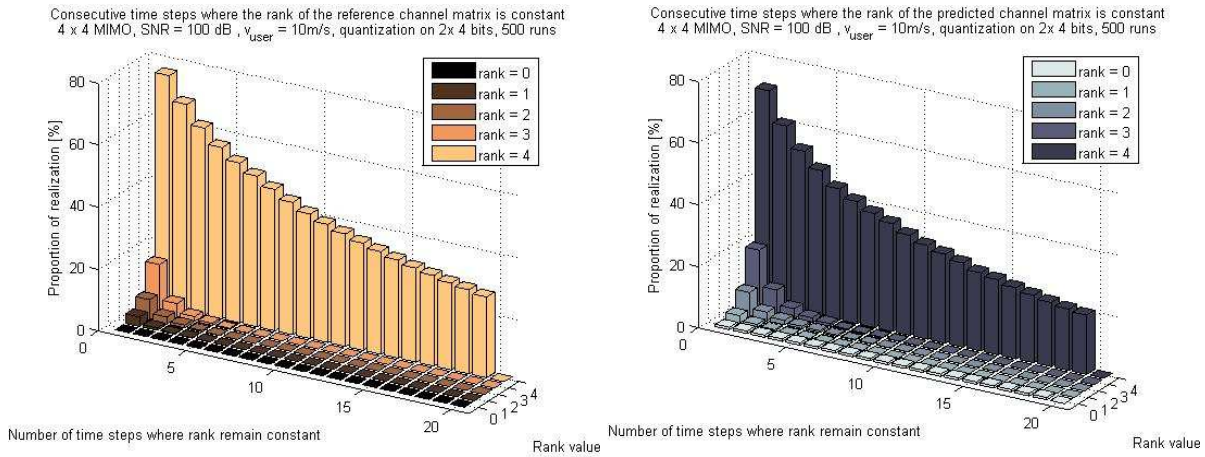 Consecutive time steps where the rank of the reference channel matrix is constant
4 x 4 MIMO, SNR = 100 dB , v_user = 10m/s, quantization on 2x 4 bits, 500 runs
rank = 0
rank = 1
rank = 2
rank = 3
rank = 4
Proportion of realization [%]
80
60
40
20
0
0
5
10
15
20
0
1
2
3
4
Number of time steps where rank remain constant
Rank value
Consecutive time steps where the rank of the predicted channel matrix is constant
4 x 4 MIMO, SNR = 100 dB , v_user = 10m/s, quantization on 2x 4 bits, 500 runs
rank = 0
rank = 1
rank = 2
rank = 3
rank = 4
Proportion of realization [%]
80
60
40
20
0
0
5
10
15
20
0
1
2
3
4
Number of time steps where rank remain constant
Rank value